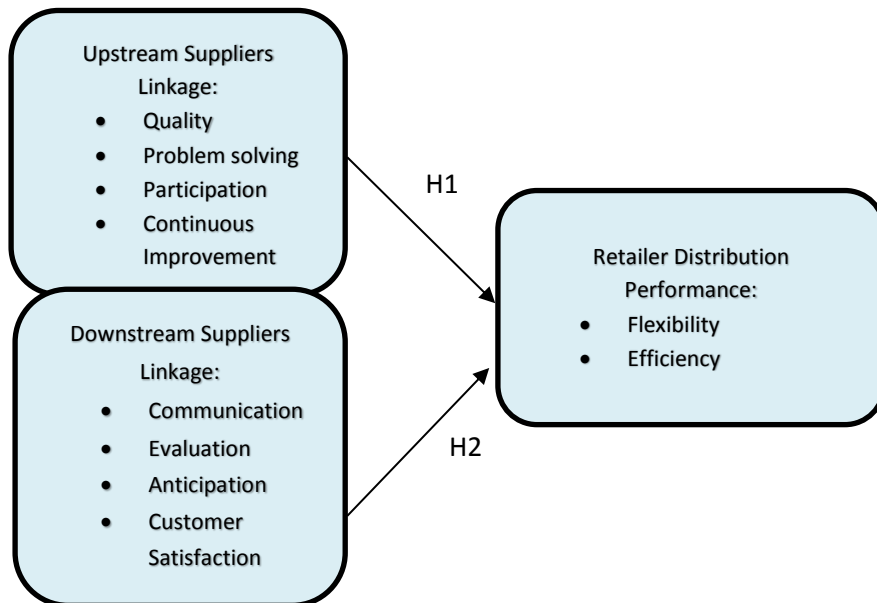 Upstream Suppliers
Linkage:
• Quality
• Problem solving
• Participation
• Continuous
Improvement
H1
Retailer Distribution
Performance:
• Flexibility
• Efficiency
Downstream Suppliers
Linkage:
• Communication
• Evaluation
• Anticipation
• Customer
Satisfaction
H2